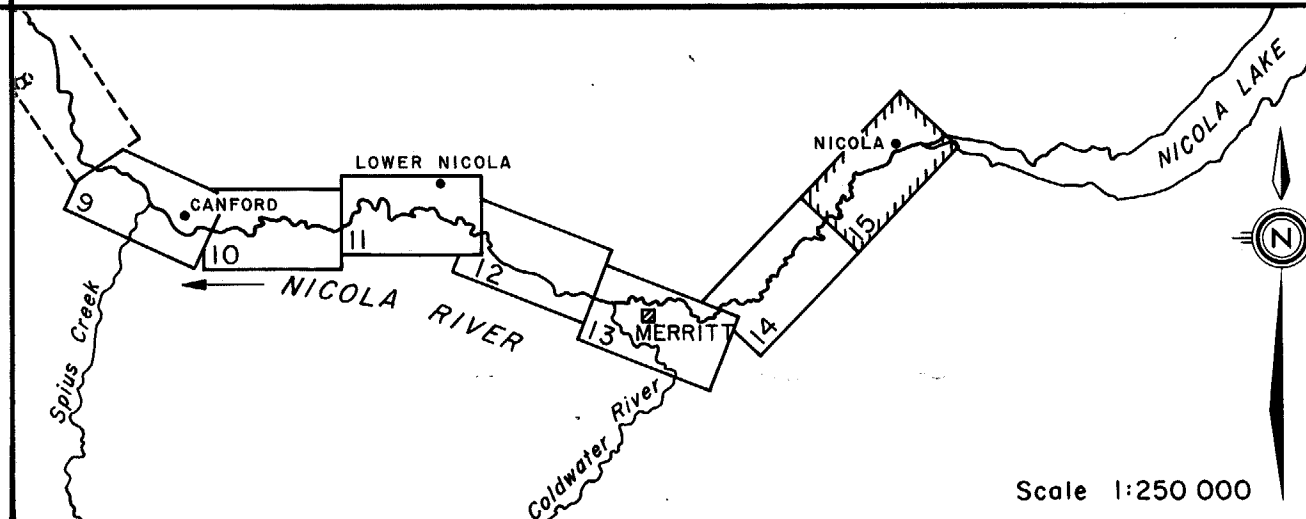 8
9
CANFORD
10
LOWER NICOLA
11
12
NICOLA RIVER
13
MERRITT
14
15
NICOLA
NICOLA LAKE
N
Spius Creek
Coldwater River
Scale 1:250 000